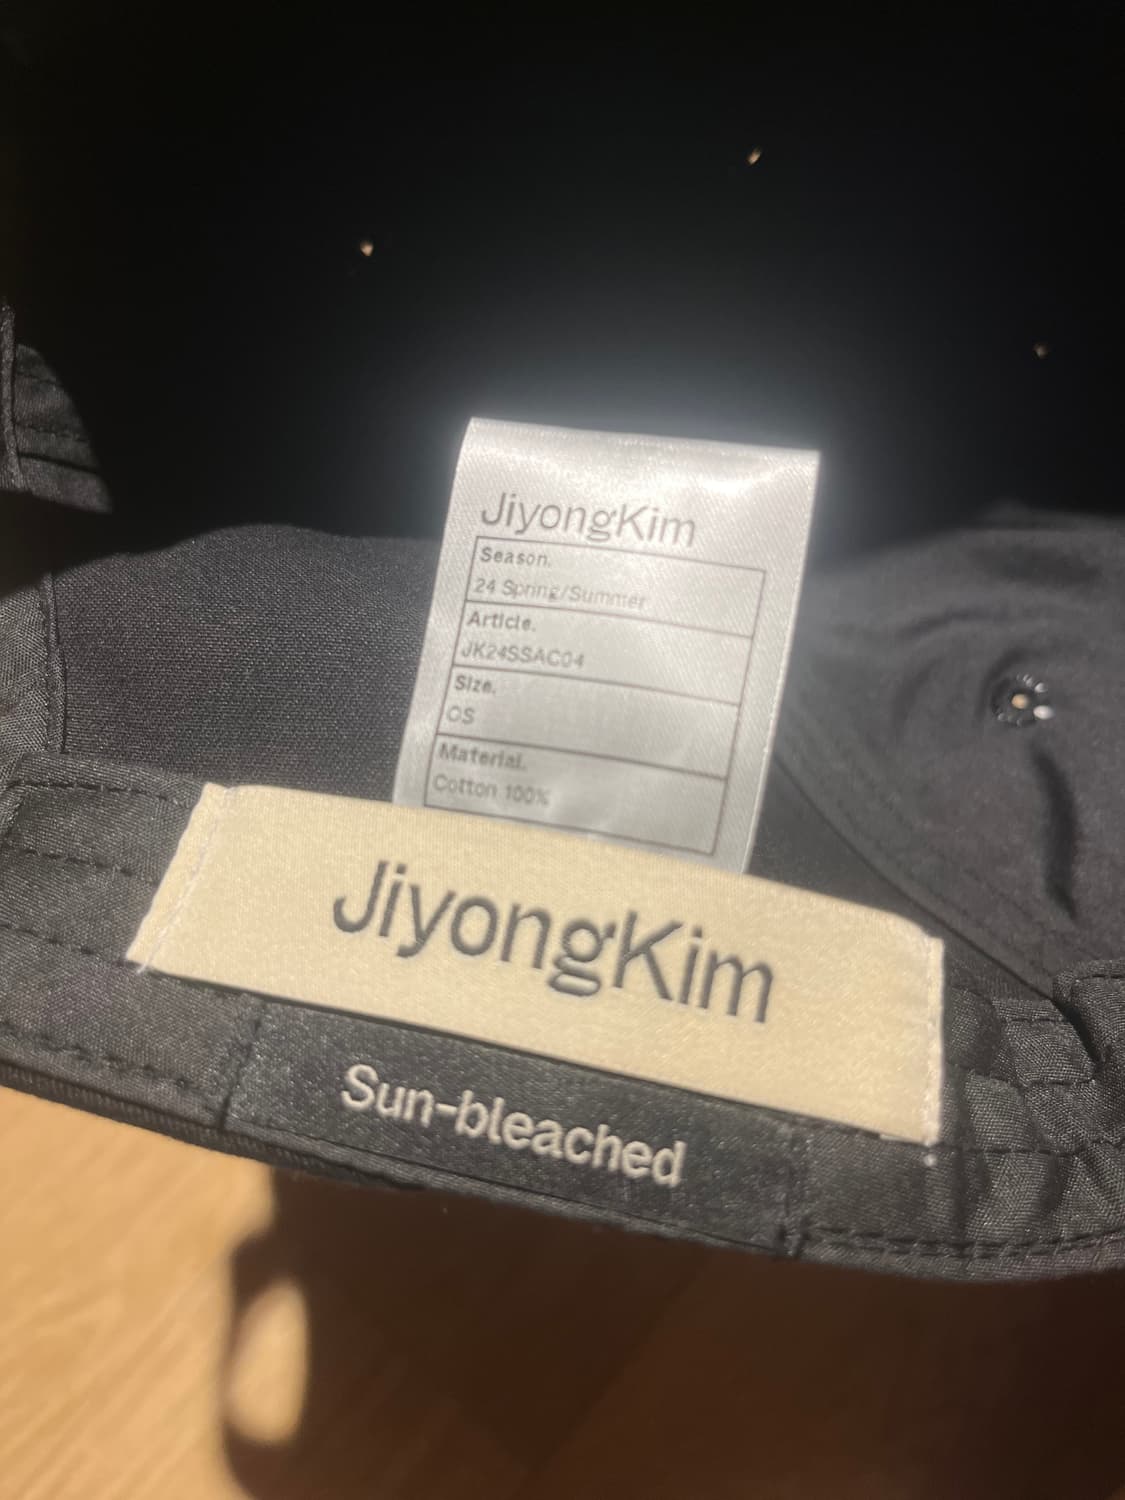 JiyongKim
Season.
24 Spring/Summer
Article.
JK24SSAC04
Size.
OS
Material.
Cotton 100%
JiyongKim
Sun-bleached